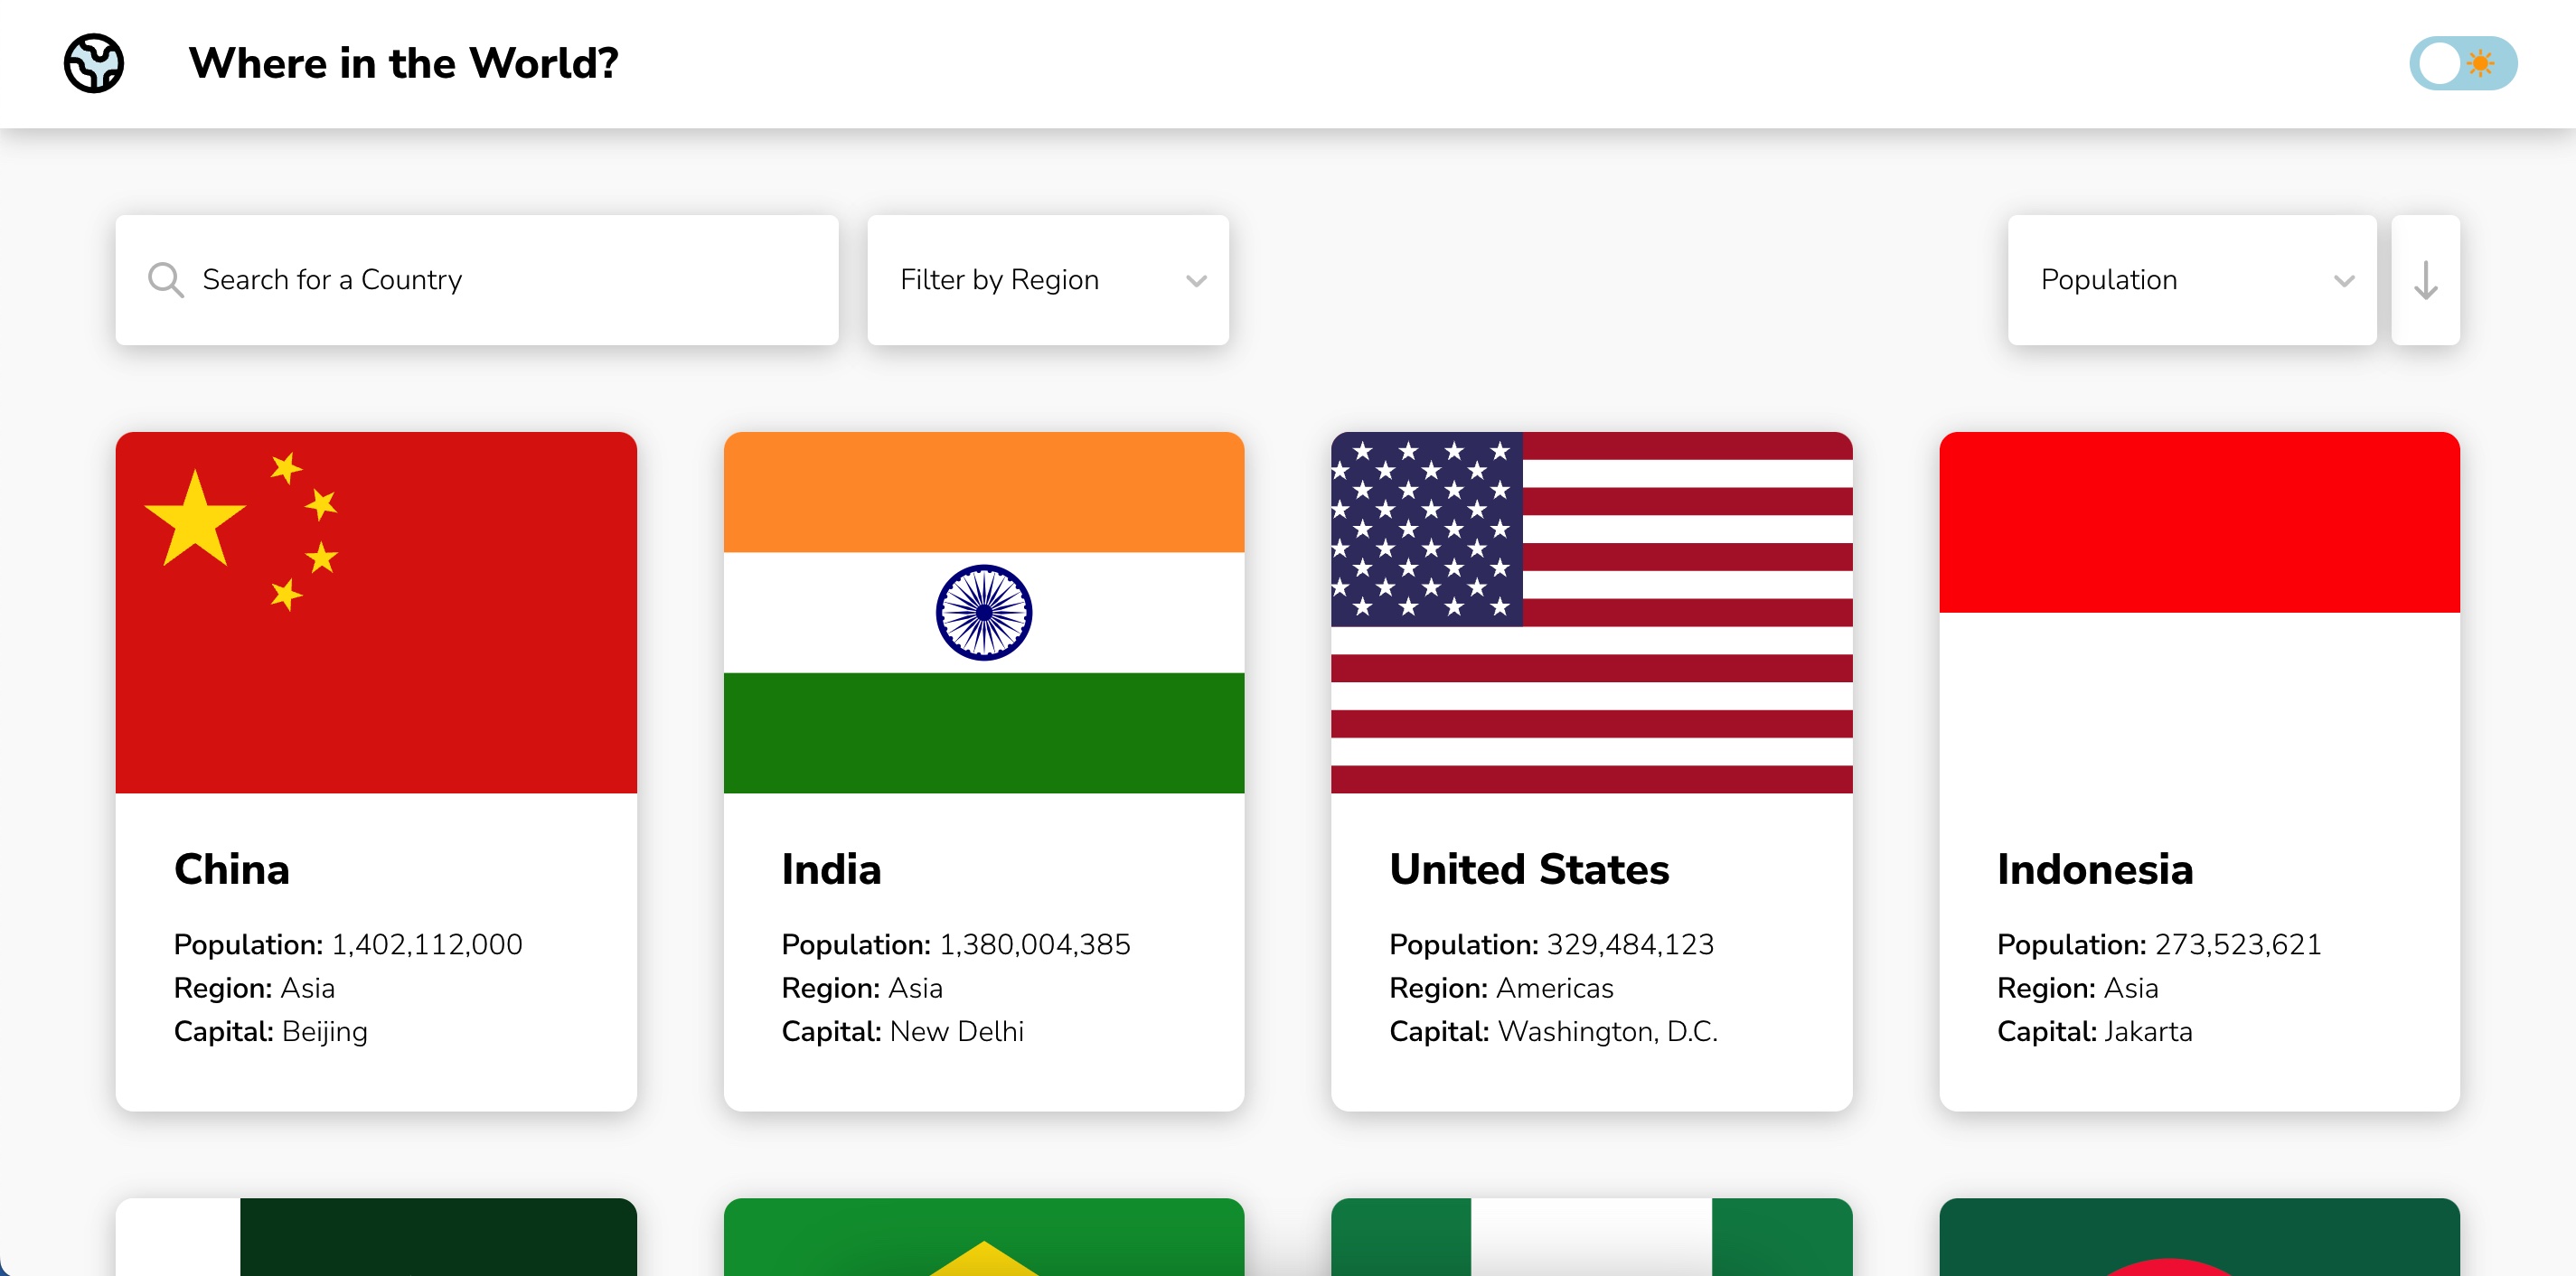 Where in the World?
Search for a Country
Filter by Region
Population
China
Population: 1,402,112,000
Region: Asia
Capital: Beijing
India
Population: 1,380,004,385
Region: Asia
Capital: New Delhi
United States
Population: 329,484,123
Region: Americas
Capital: Washington, D.C.
Indonesia
Population: 273,523,621
Region: Asia
Capital: Jakarta